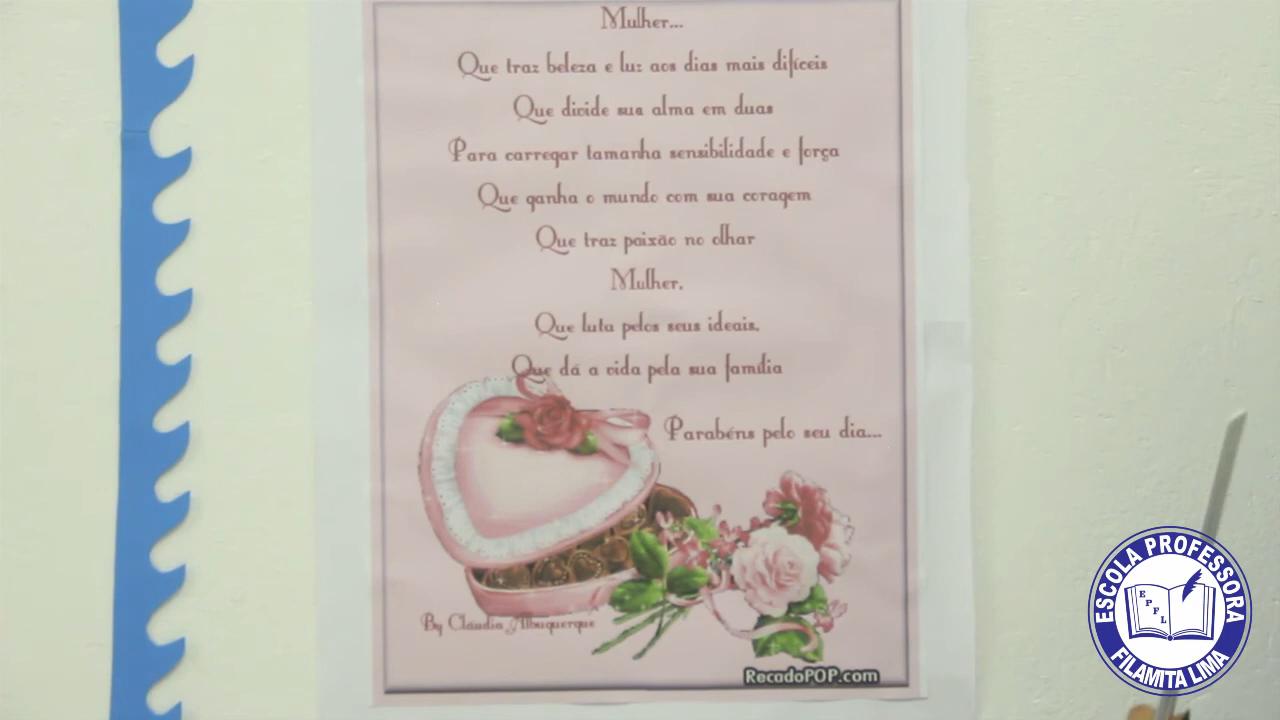 Mulher...
Que traz beleza e luz aos dias mais difíceis
Que divide sua alma em duas
Para carregar tamanha sensibilidade e força
Que ganha o mundo com sua coragem
Que traz paixão no olhar
Mulher,
Que luta pelos seus ideais,
Que dá a vida pela sua família
Parabéns pelo seu dia...
By Cláudia Albuquerque
RecadoPOP.com
ESCOLA PROFESSORA
E P F L
FILAMITA LIMA